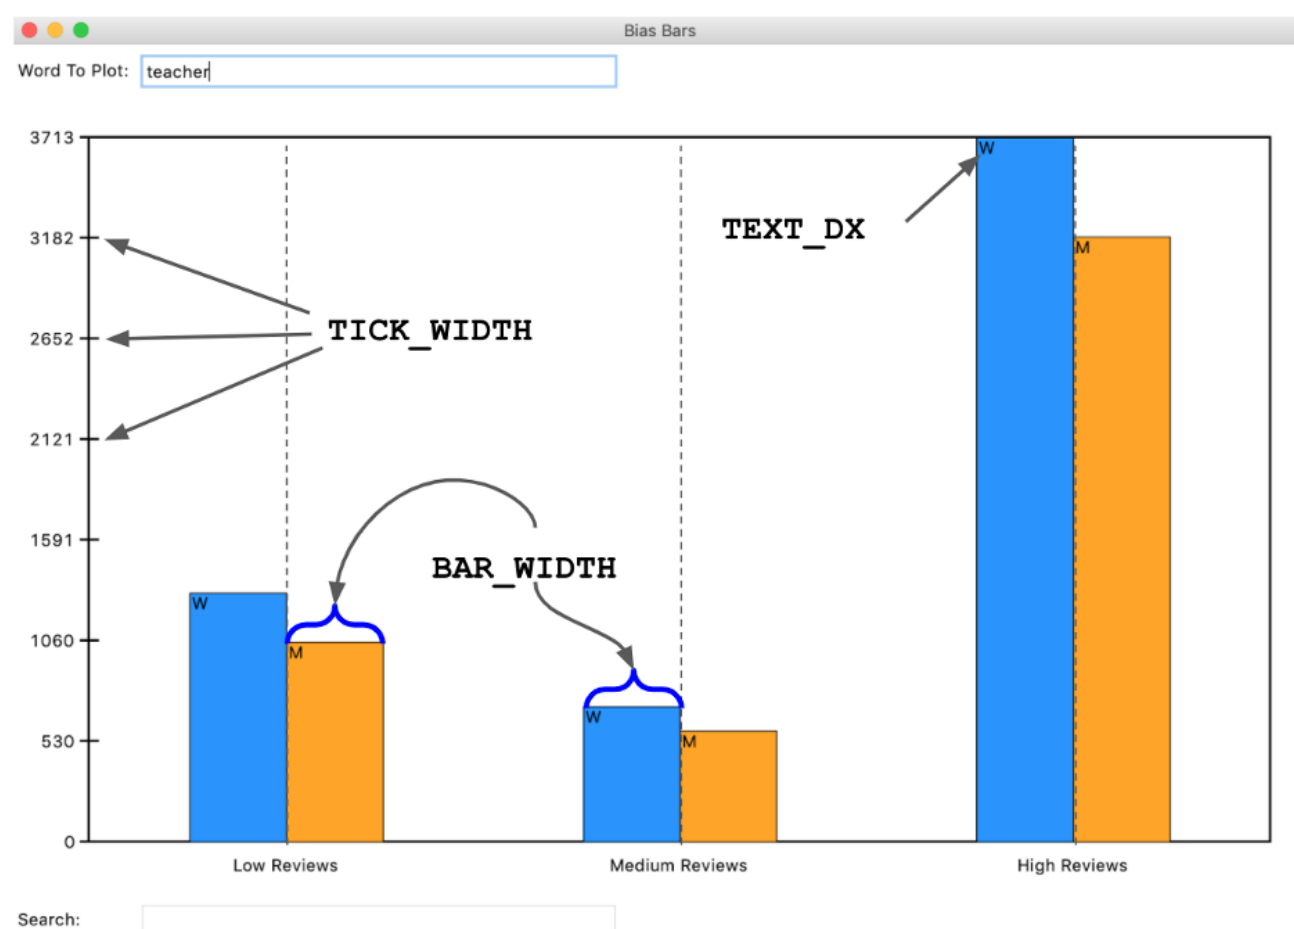 Bias Bars
Word To Plot: teacher
3713
W
TEXT_DX
3182
M
TICK_WIDTH
2652
2121
1591
BAR_WIDTH
W
1060
M
W
530
M
0
Low Reviews Medium Reviews High Reviews
Search: